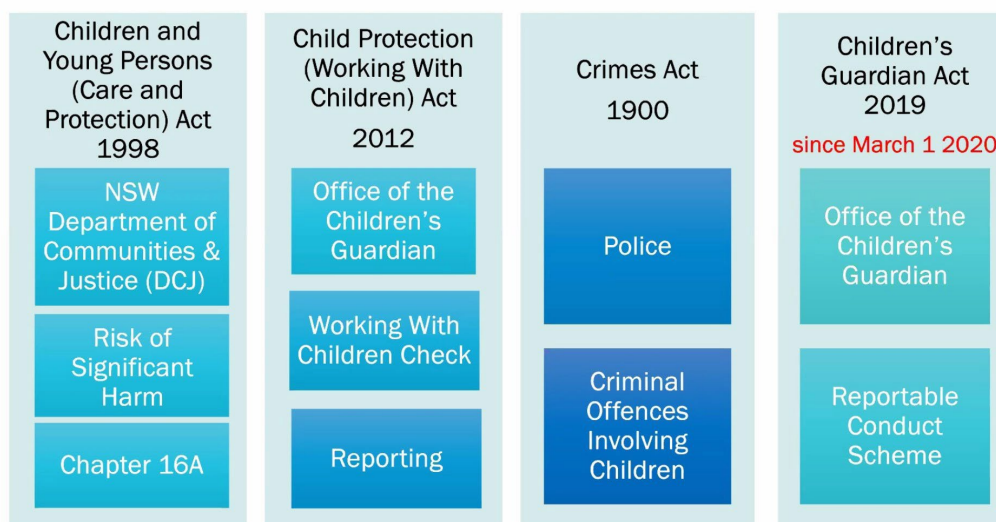 Children and
Young Persons
(Care and
Protection) Act
1998
NSW
Department of
Communities &
Justice (DCJ)
Risk of
Significant
Harm
Chapter 16A
Child Protection
(Working With
Children) Act
2012
Office of the
Children's
Guardian
Working With
Children Check
Reporting
Crimes Act
1900
Police
Criminal
Offences
Involving
Children
Children's
Guardian Act
2019
since March 1 2020
Office of the
Children's
Guardian
Reportable
Conduct
Scheme